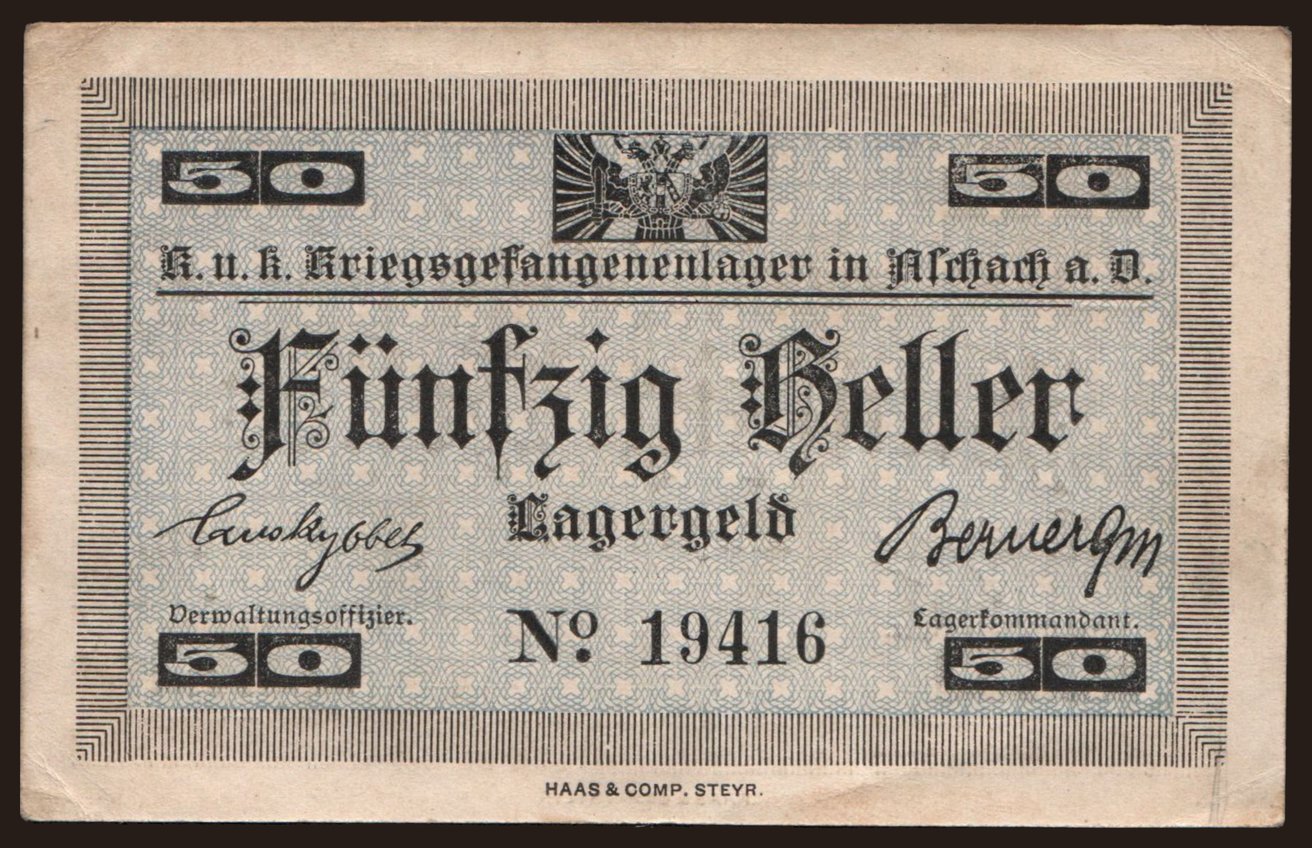 50 50
K. u. k. Kriegsgefangenenlager in Aschach a. D.
Fünfzig Heller
Lagergeld
Verwaltungsoffizier. Lagerkommandant.
No. 19416
50 50
HAAS & COMP. STEYR.